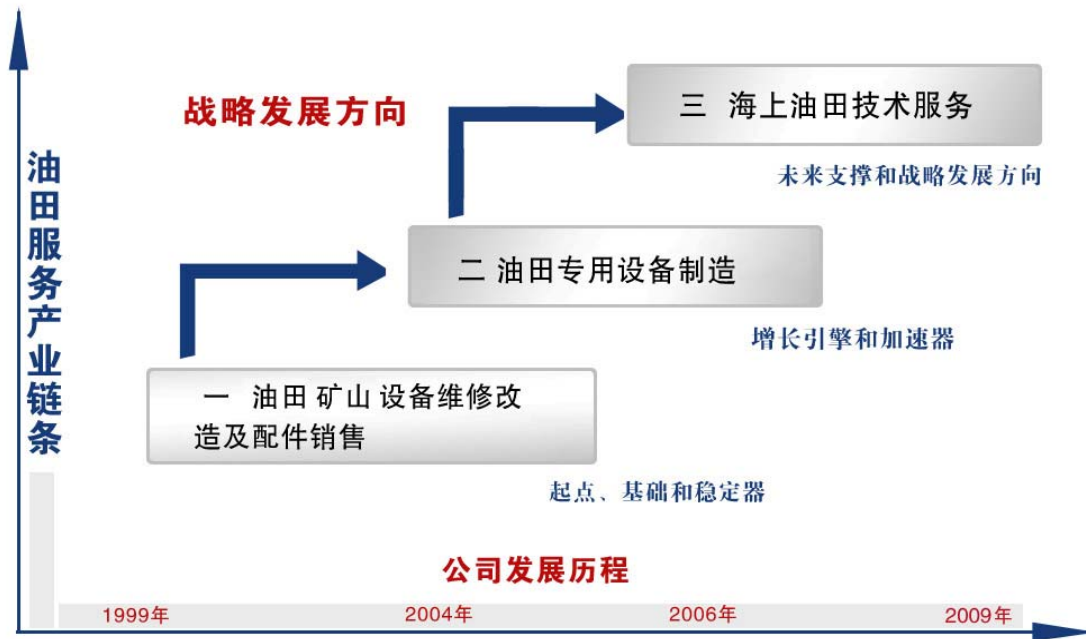 战略发展方向
三 海上油田技术服务
未来支撑和战略发展方向
油田服务产业链条
二 油田专用设备制造
增长引擎和加速器
一 油田 矿山 设备维修改
造及配件销售
起点、基础和稳定器
公司发展历程
1999年 2004年 2006年 2009年